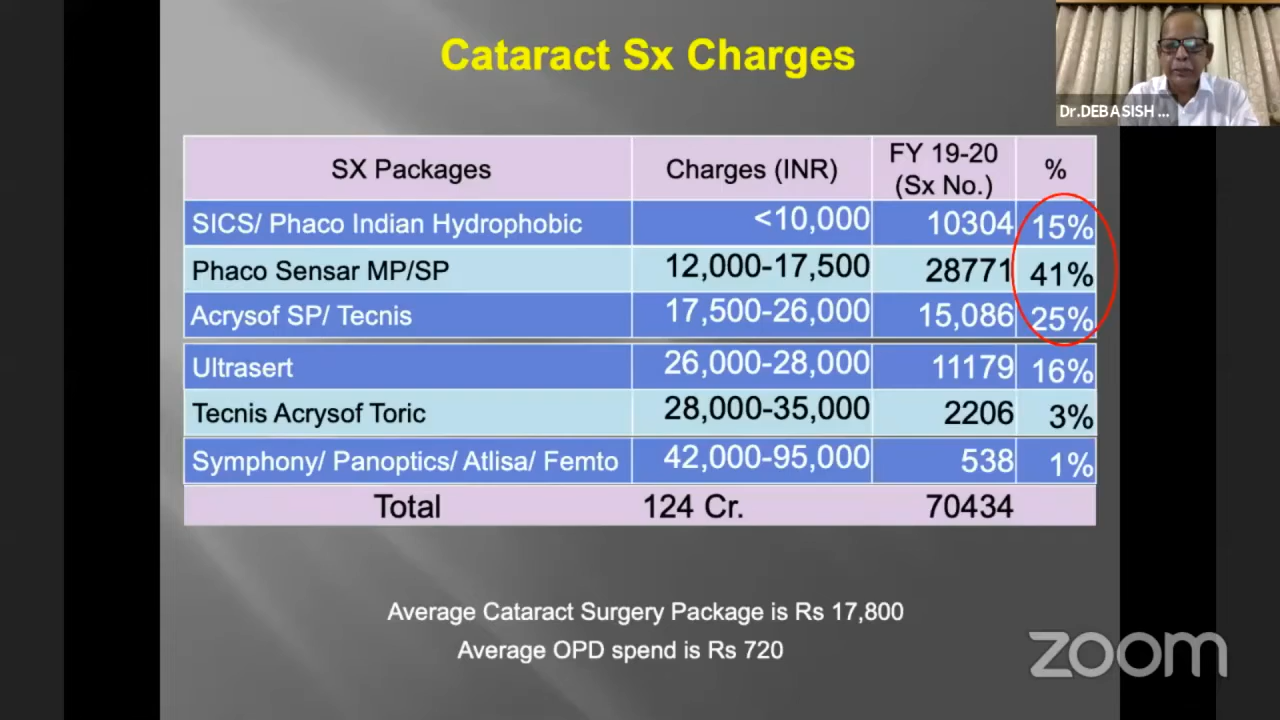 Cataract Sx Charges
Dr.DEBASISH ...
SX Packages Charges (INR) FY 19-20 (Sx No.) %
SICS/ Phaco Indian Hydrophobic <10,000 10304 15%
Phaco Sensar MP/SP 12,000-17,500 28771 41%
Acrysof SP/ Tecnis 17,500-26,000 15,086 25%
Ultrasert 26,000-28,000 11179 16%
Tecnis Acrysof Toric 28,000-35,000 2206 3%
Symphony/ Panoptics/ Atlisa/ Femto 42,000-95,000 538 1%
Total 124 Cr. 70434
Average Cataract Surgery Package is Rs 17,800
Average OPD spend is Rs 720
zoom